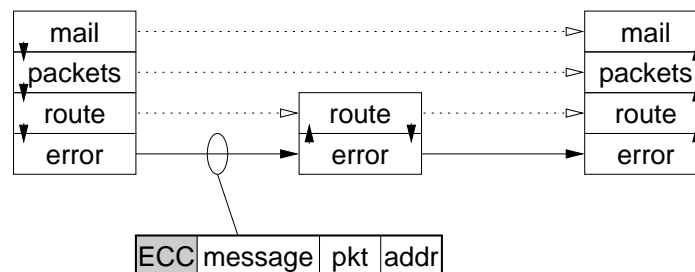 mail mail
packets packets
route route route
error error error
ECC message pkt addr